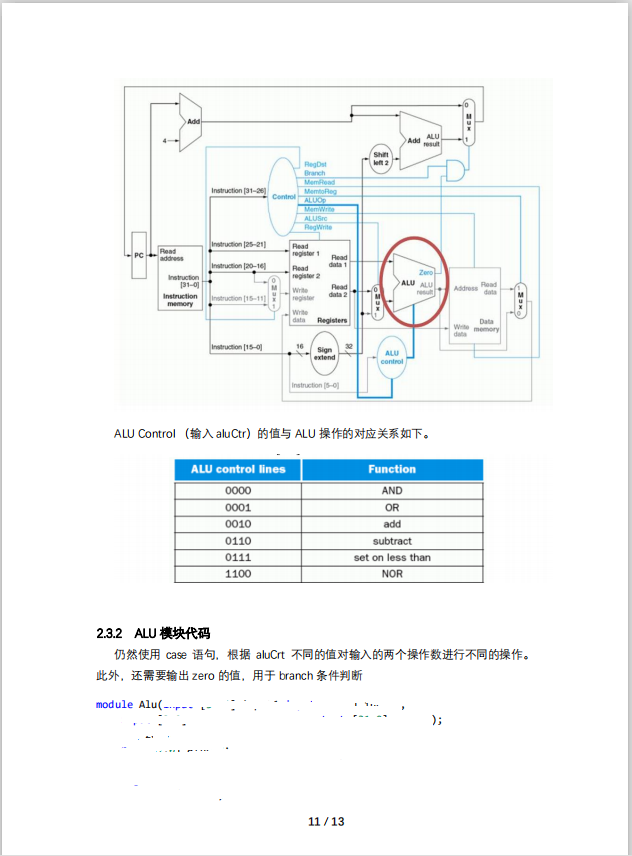 0
M
u
x
1
Add
4
Add
ALU
result
Shift
left 2
RegDst
Branch
MemRead
MemtoReg
ALUOp
MemWrite
ALUSrc
RegWrite
Instruction [31–26]
Control
PC
Read
address
Instruction
[31–0]
Instruction
memory
Instruction [25–21]
Instruction [20–16]
Instruction [15–11]
0
M
u
x
1
Read
register 1
Read
register 2
Write
register
Write
data
Read
data 1
Read
data 2
Registers
0
M
u
x
1
Zero
ALU
ALU
result
Address
Read
data
Write
data
Data
memory
1
M
u
x
0
Instruction [15–0]
16
Sign
extend
32
ALU
control
Instruction [5–0]
ALU Control （输入 aluCtr）的值与 ALU 操作的对应关系如下。
ALU control lines Function
0000 AND
0001 OR
0010 add
0110 subtract
0111 set on less than
1100 NOR
2.3.2 ALU 模块代码
仍然使用 case 语句，根据 aluCrt 不同的值对输入的两个操作数进行不同的操作。
此外，还需要输出 zero 的值，用于 branch 条件判断
module Alu(
);
11 / 13